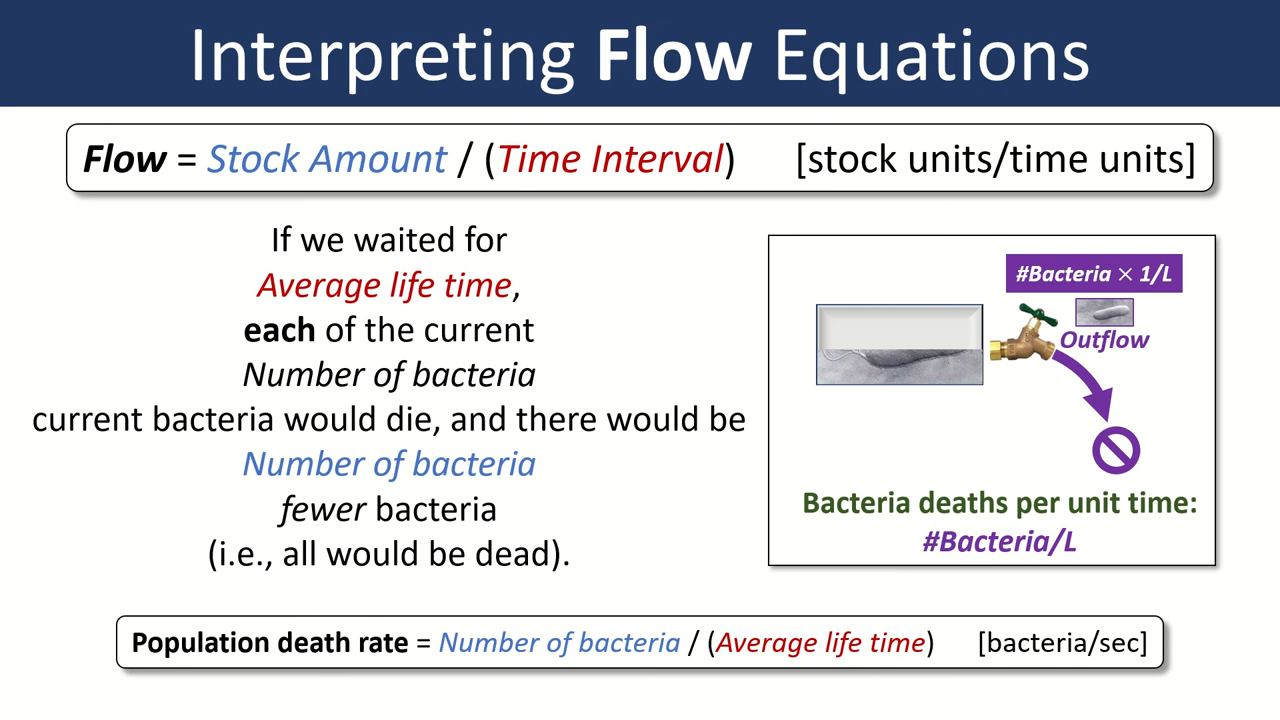 Interpreting Flow Equations
Flow = Stock Amount / (Time Interval) [stock units/time units]
If we waited for
Average life time,
each of the current
Number of bacteria
current bacteria would die, and there would be
Number of bacteria
fewer bacteria
(i.e., all would be dead).
#Bacteria × 1/L
Outflow
Bacteria deaths per unit time:
#Bacteria/L
Population death rate = Number of bacteria / (Average life time) [bacteria/sec]